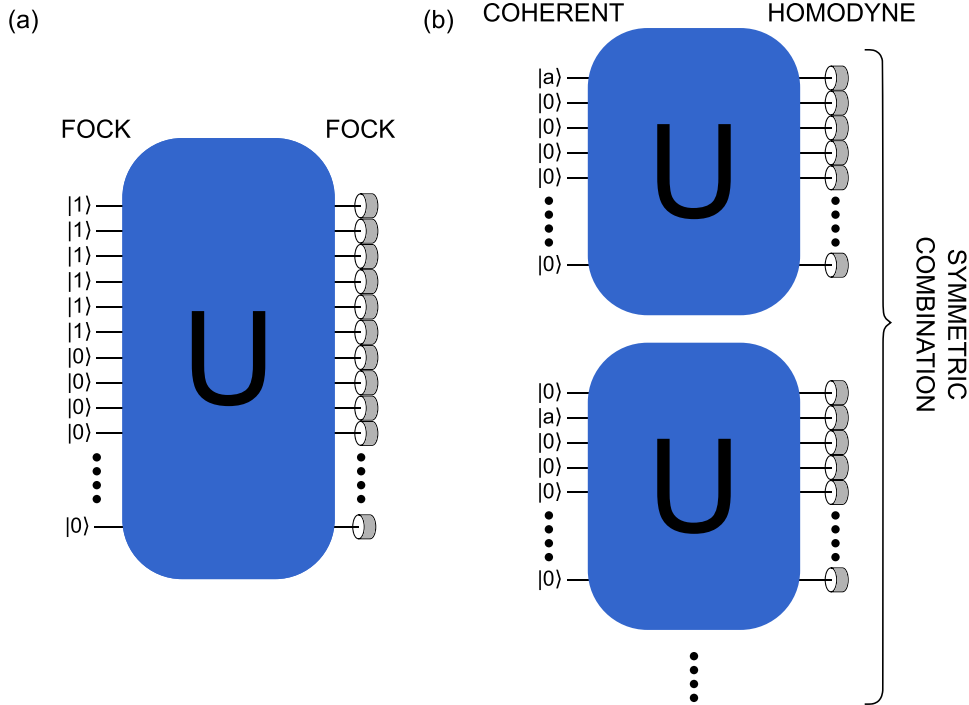 (a)
FOCK
FOCK
|1⟩
|1⟩
|1⟩
|1⟩
|1⟩
|1⟩
|0⟩
|0⟩
|0⟩
|0⟩
|0⟩
U
(b)
COHERENT
HOMODYNE
|a⟩
|0⟩
|0⟩
|0⟩
|0⟩
|0⟩
U
|0⟩
|a⟩
|0⟩
|0⟩
|0⟩
|0⟩
U
SYMMETRIC
COMBINATION